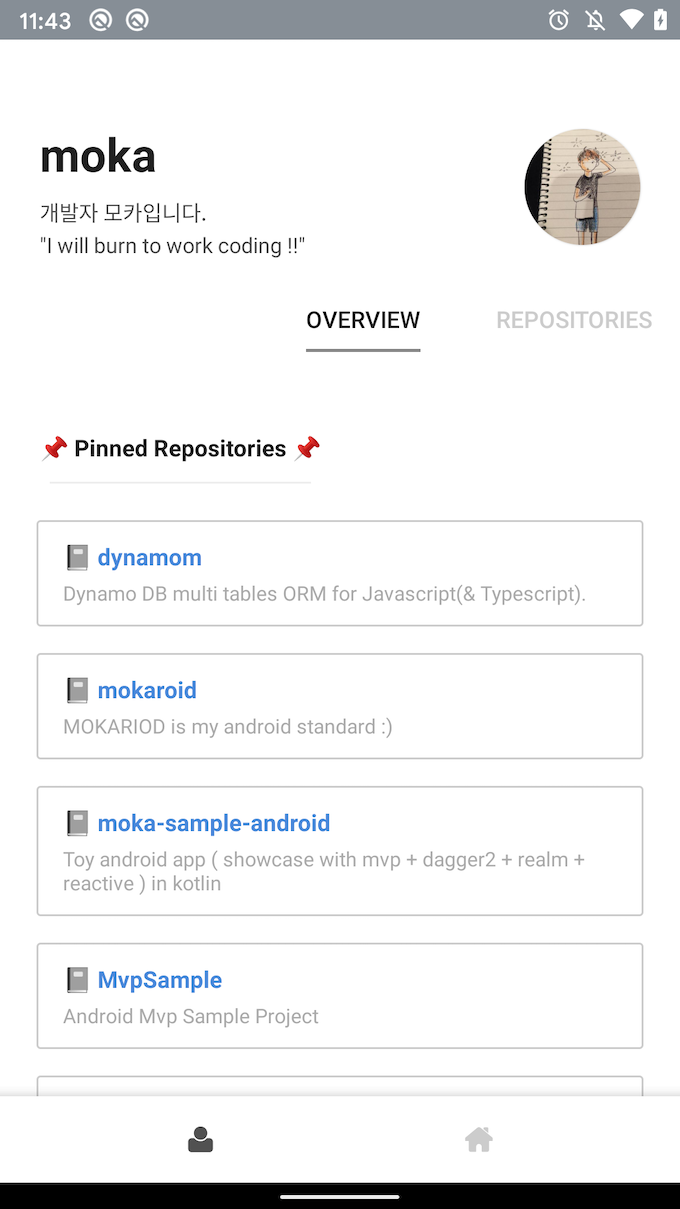 11:43
moka
개발자 모카입니다.
"I will burn to work coding !!"
OVERVIEW
REPOSITORIES
📌 Pinned Repositories 📌
dynamom
Dynamo DB multi tables ORM for Javascript(& Typescript).
mokaroid
MOKARIOD is my android standard :)
moka-sample-android
Toy android app ( showcase with mvp + dagger2 + realm +
reactive ) in kotlin
MvpSample
Android Mvp Sample Project